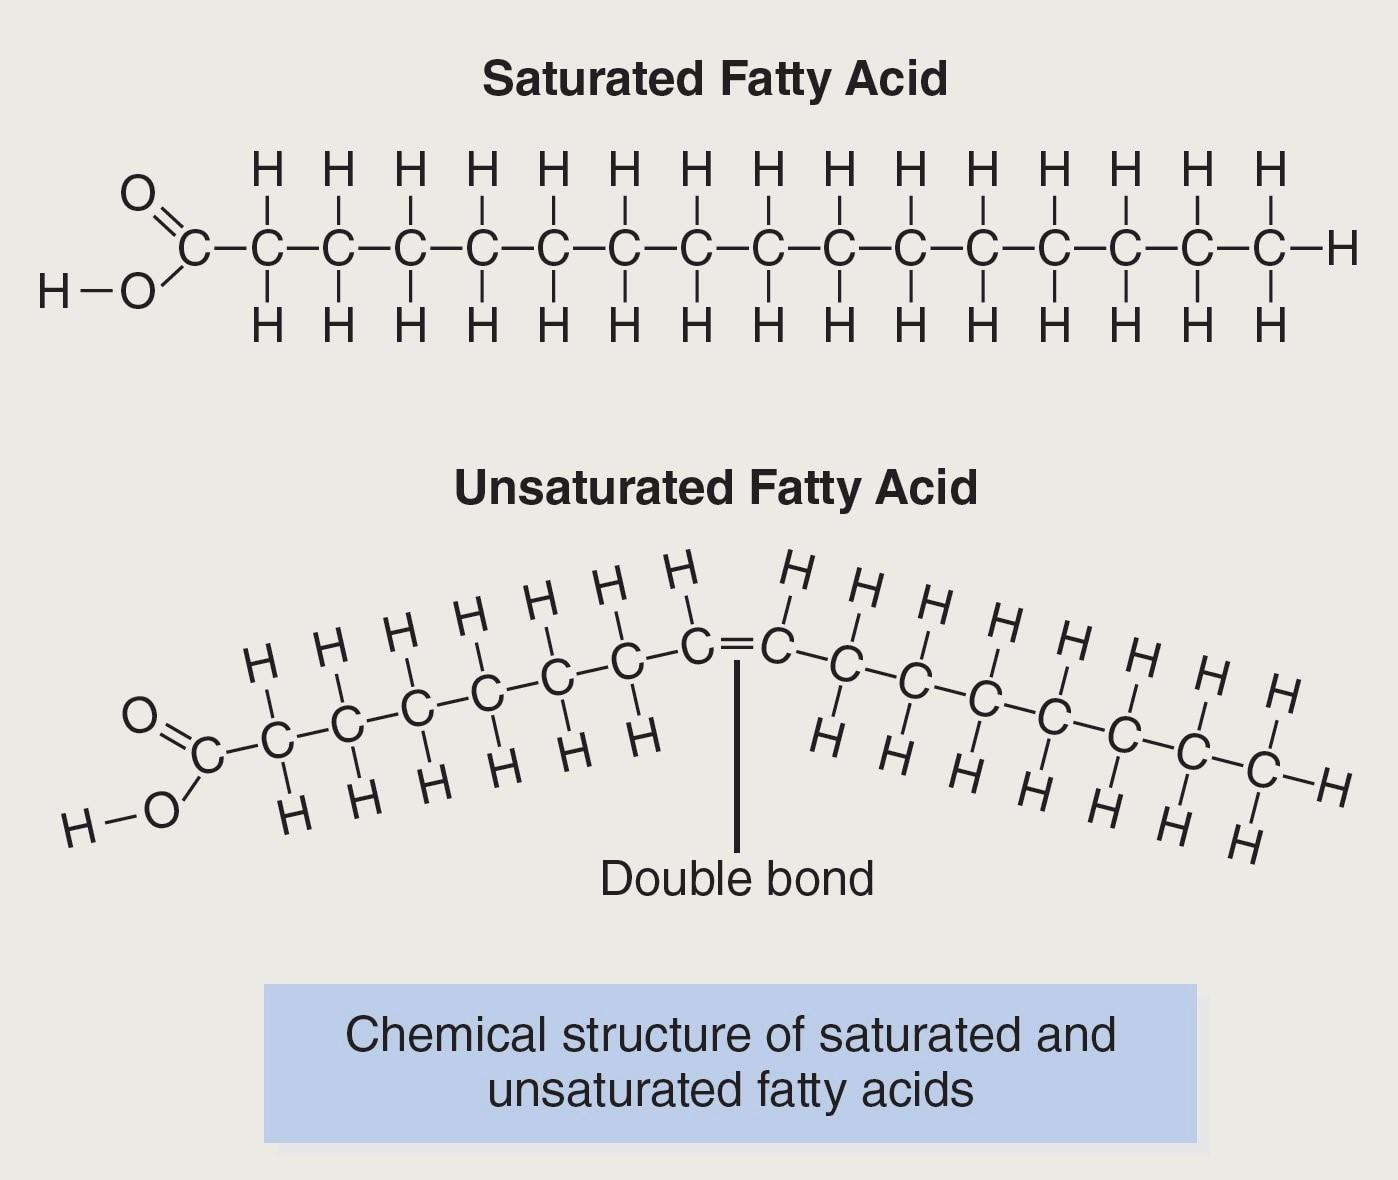 Saturated Fatty Acid
H H H H H H H H H H H H H H H
O
C–C–C–C–C–C–C–C–C–C–C–C–C–C–C–C–H
H–O
H H H H H H H H H H H H H H H
Unsaturated Fatty Acid
H H H H H H H H H H H H H H H
O
C–C–C–C–C–C–C–C=C–C–C–C–C–C–C–C–H
H–O
H H H H H H H H H H H H H
Double bond
Chemical structure of saturated and
unsaturated fatty acids